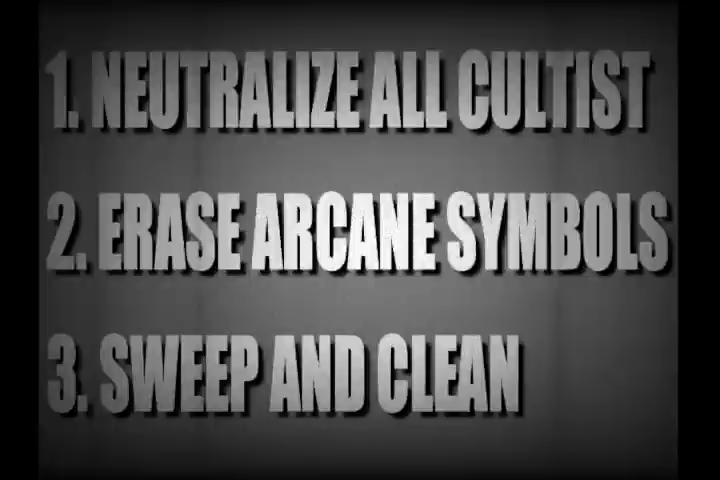 1. NEUTRALIZE ALL CULTIST
2. ERASE ARCANE SYMBOLS
3. SWEEP AND CLEAN